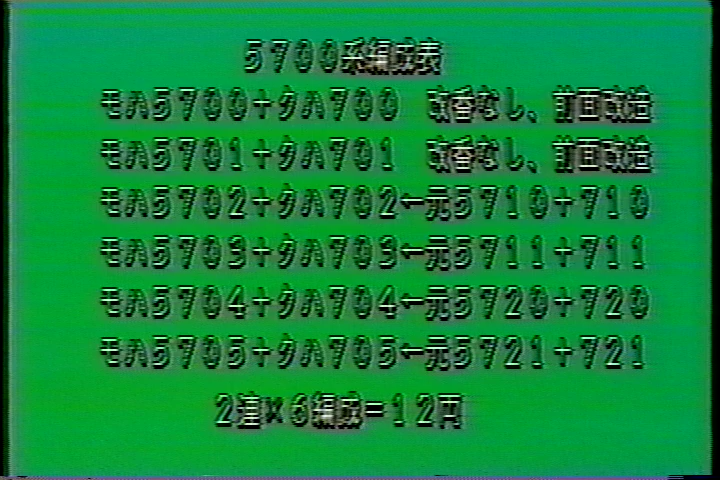 5700系編成表
モハ5700+クハ700 改番なし、前面改造
モハ5701+クハ701 改番なし、前面改造
モハ5702+クハ702←元5710+710
モハ5703+クハ703←元5711+711
モハ5704+クハ704←元5720+720
モハ5705+クハ705←元5721+721
2連×6編成=12両